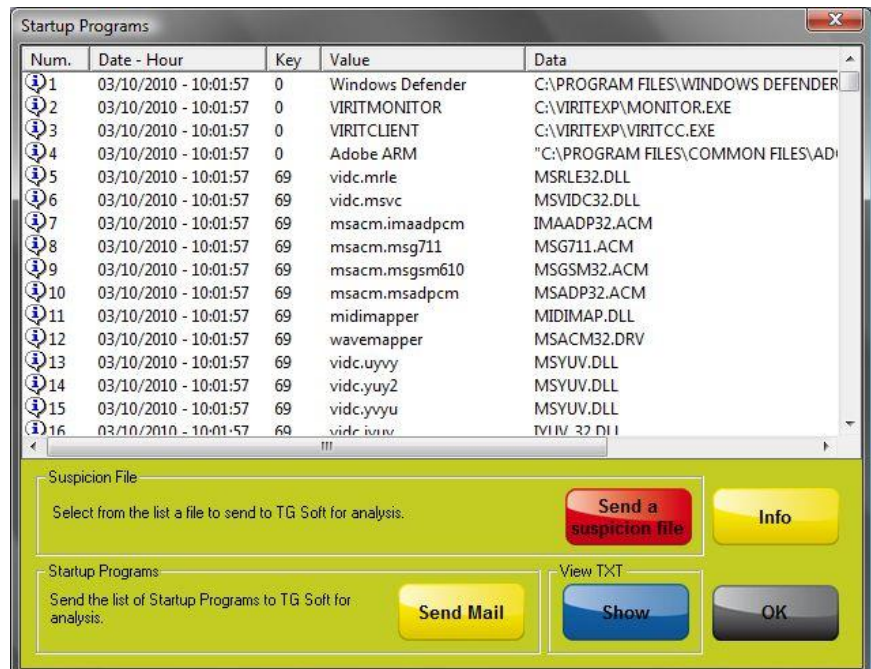 Startup Programs
Num. Date - Hour Key Value Data
1 03/10/2010 - 10:01:57 0 Windows Defender C:\PROGRAM FILES\WINDOWS DEFENDER
2 03/10/2010 - 10:01:57 0 VIRITMONITOR C:\VIRITEXP\MONITOR.EXE
3 03/10/2010 - 10:01:57 0 VIRITCLIENT C:\VIRITEXP\VIRITCC.EXE
4 03/10/2010 - 10:01:57 0 Adobe ARM "C:\PROGRAM FILES\COMMON FILES\AD
5 03/10/2010 - 10:01:57 69 vidc.mrle MSRLE32.DLL
6 03/10/2010 - 10:01:57 69 vidc.msvc MSVIDC32.DLL
7 03/10/2010 - 10:01:57 69 msacm.imaadpcm IMAADP32.ACM
8 03/10/2010 - 10:01:57 69 msacm.msg711 MSG711.ACM
9 03/10/2010 - 10:01:57 69 msacm.msgsm610 MSGSM32.ACM
10 03/10/2010 - 10:01:57 69 msacm.msadpcm MSADP32.ACM
11 03/10/2010 - 10:01:57 69 midimapper MIDIMAP.DLL
12 03/10/2010 - 10:01:57 69 wavemapper MSACM32.DRV
13 03/10/2010 - 10:01:57 69 vidc.uyvy MSYUV.DLL
14 03/10/2010 - 10:01:57 69 vidc.yuy2 MSYUV.DLL
15 03/10/2010 - 10:01:57 69 vidc.yvyu MSYUV.DLL
16 03/10/2010 - 10:01:57 69 vidc.iyuv IYUV_32.DLL
Suspicion File
Select from the list a file to send to TG Soft for analysis.
Send a
suspicion file
Info
Startup Programs
Send the list of Startup Programs to TG Soft for
analysis.
Send Mail
View TXT
Show
OK